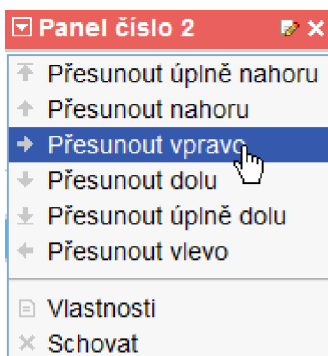 Panel číslo 2
Přesunout úplně nahoru
Přesunout nahoru
Přesunout vpravo
Přesunout dolu
Přesunout úplně dolu
Přesunout vlevo
Vlastnosti
Schovat